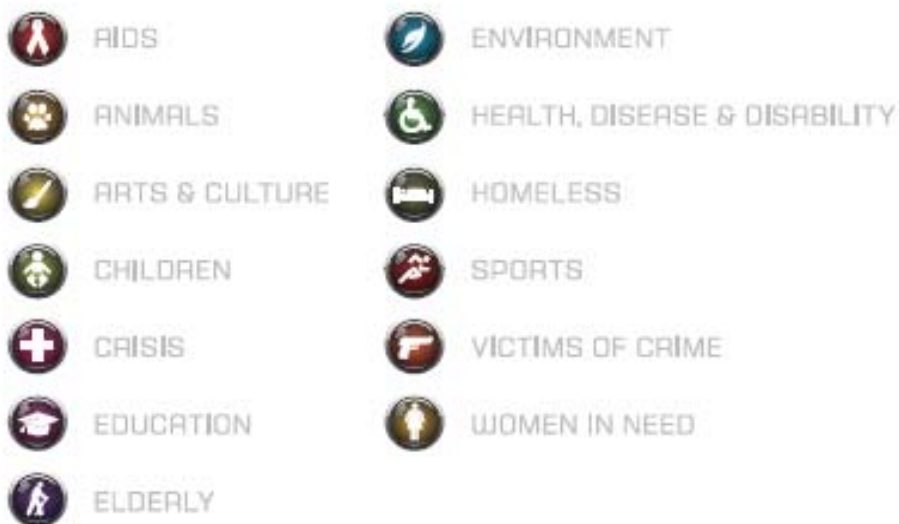 AIDS
ANIMALS
ARTS & CULTURE
CHILDREN
CRISIS
EDUCATION
ELDERLY
ENVIRONMENT
HEALTH, DISEASE & DISABILITY
HOMELESS
SPORTS
VICTIMS OF CRIME
WOMEN IN NEED